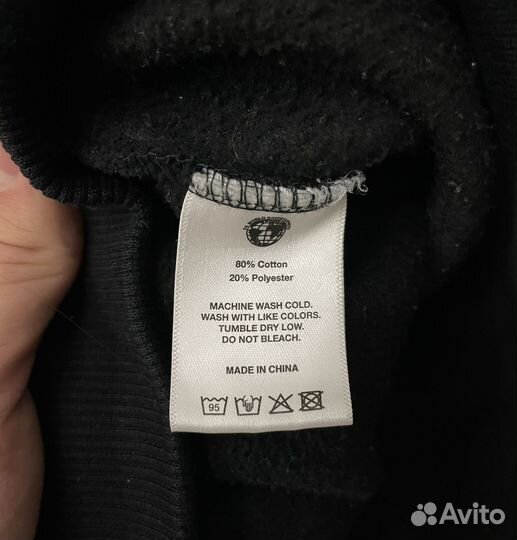 80% Cotton
20% Polyester
MACHINE WASH COLD.
WASH WITH LIKE COLORS.
TUMBLE DRY LOW.
DO NOT BLEACH.
MADE IN CHINA
95
Avito